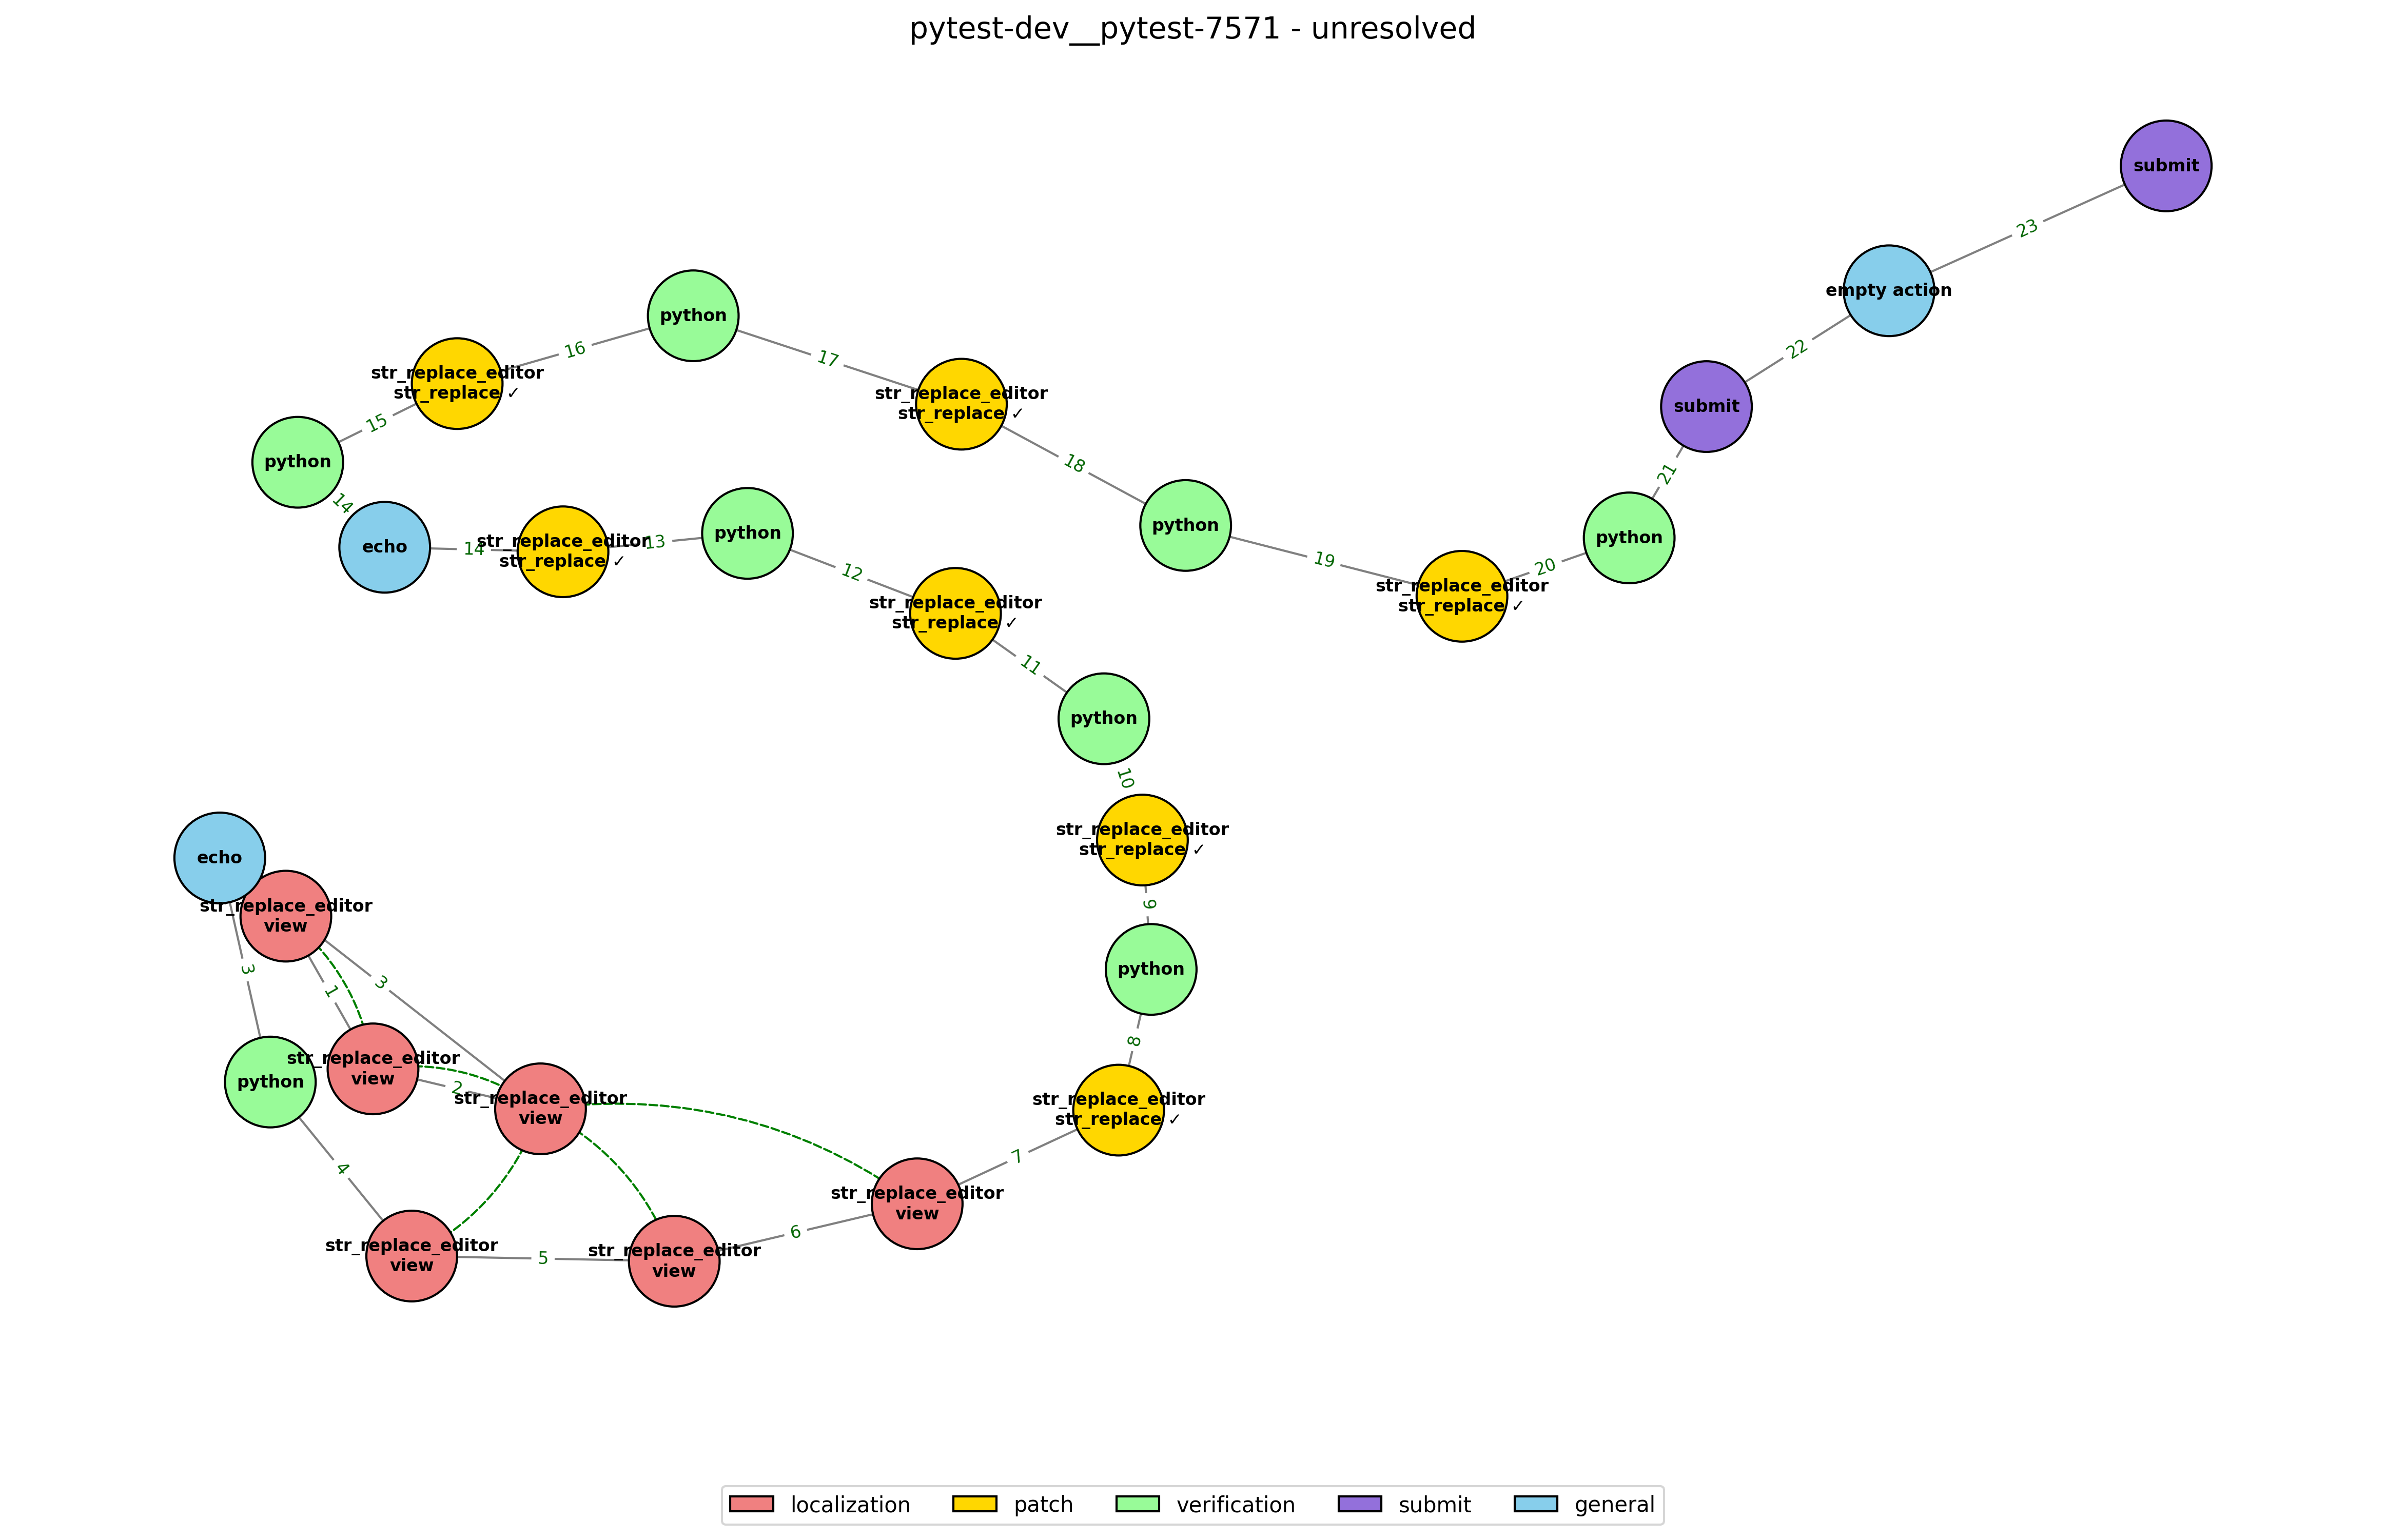 pytest-dev__pytest-7571 - unresolved
submit
23
empty action
22
submit
21
python
20
str_replace_editor
str_replace ✓
19
python
18
str_replace_editor
str_replace ✓
17
python
16
str_replace_editor
str_replace ✓
15
python
14
echo
14
str_replace_editor
str_replace ✓
13
python
12
str_replace_editor
str_replace ✓
11
python
10
str_replace_editor
str_replace ✓
9
python
8
str_replace_editor
str_replace ✓
7
str_replace_editor
view
6
str_replace_editor
view
5
str_replace_editor
view
4
python
3
echo
str_replace_editor
view
3
1
str_replace_editor
view
2
str_replace_editor
view
localization
patch
verification
submit
general